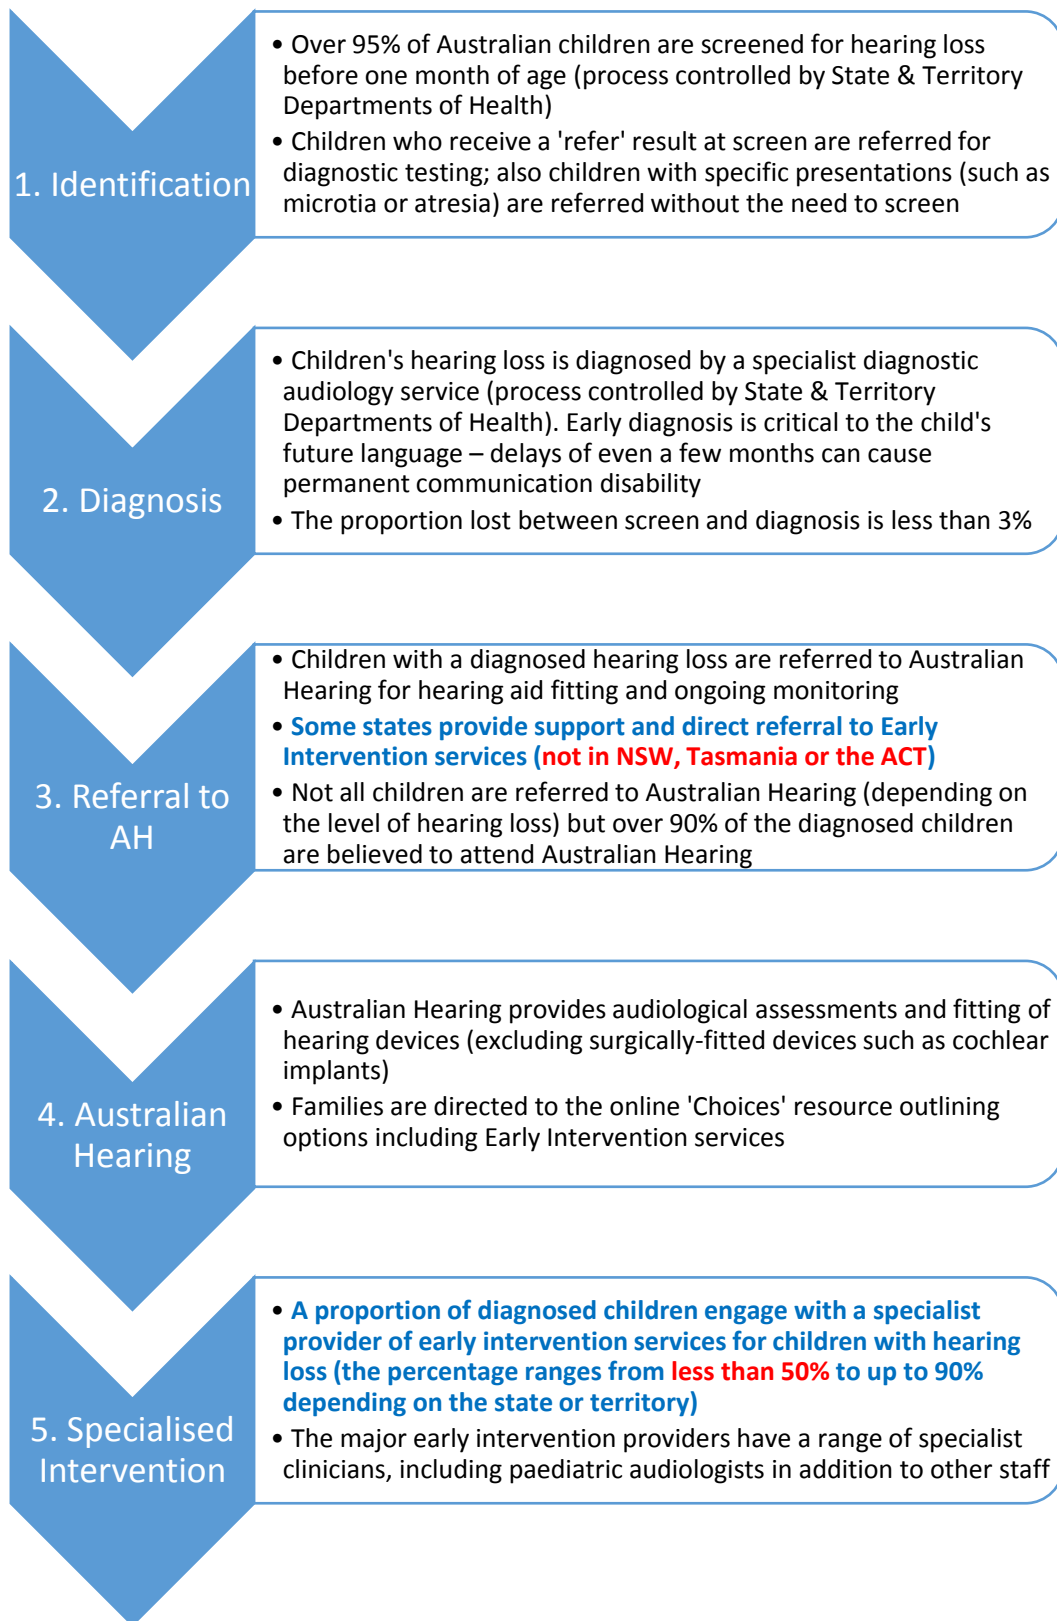 1. Identification
• Over 95% of Australian children are screened for hearing loss
before one month of age (process controlled by State & Territory
Departments of Health)
• Children who receive a 'refer' result at screen are referred for
diagnostic testing; also children with specific presentations (such as
microtia or atresia) are referred without the need to screen
2. Diagnosis
• Children's hearing loss is diagnosed by a specialist diagnostic
audiology service (process controlled by State & Territory
Departments of Health). Early diagnosis is critical to the child's
future language – delays of even a few months can cause
permanent communication disability
• The proportion lost between screen and diagnosis is less than 3%
3. Referral to
AH
• Children with a diagnosed hearing loss are referred to Australian
Hearing for hearing aid fitting and ongoing monitoring
• Some states provide support and direct referral to Early
Intervention services (not in NSW, Tasmania or the ACT)
• Not all children are referred to Australian Hearing (depending on
the level of hearing loss) but over 90% of the diagnosed children
are believed to attend Australian Hearing
4. Australian
Hearing
• Australian Hearing provides audiological assessments and fitting of
hearing devices (excluding surgically-fitted devices such as cochlear
implants)
• Families are directed to the online 'Choices' resource outlining
options including Early Intervention services
5. Specialised
Intervention
• A proportion of diagnosed children engage with a specialist
provider of early intervention services for children with hearing
loss (the percentage ranges from less than 50% to up to 90%
depending on the state or territory)
• The major early intervention providers have a range of specialist
clinicians, including paediatric audiologists in addition to other staff